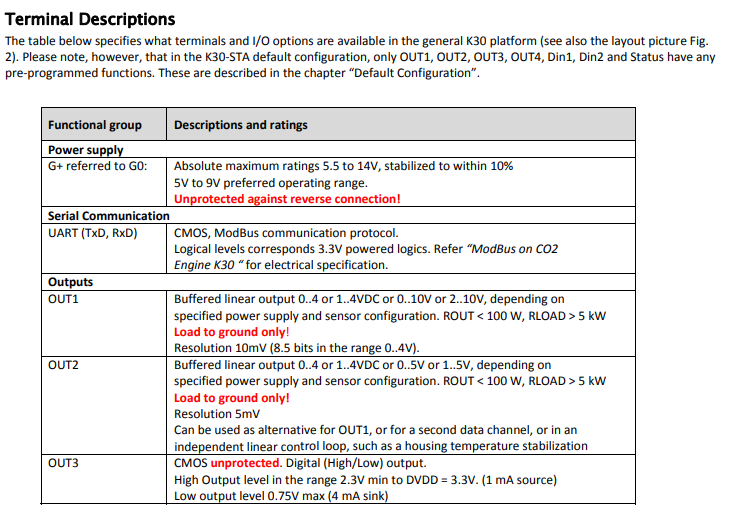 Terminal Descriptions
The table below specifies what terminals and I/O options are available in the general K30 platform (see also the layout picture Fig.
2). Please note, however, that in the K30-STA default configuration, only OUT1, OUT2, OUT3, OUT4, Din1, Din2 and Status have any
pre-programmed functions. These are described in the chapter “Default Configuration”.
Functional group Descriptions and ratings
Power supply
G+ referred to G0: Absolute maximum ratings 5.5 to 14V, stabilized to within 10%
5V to 9V preferred operating range.
Unprotected against reverse connection!
Serial Communication
UART (TxD, RxD) CMOS, ModBus communication protocol.
Logical levels corresponds 3.3V powered logics. Refer “ModBus on CO2
Engine K30 “ for electrical specification.
Outputs
OUT1 Buffered linear output 0..4 or 1..4VDC or 0..10V or 2..10V, depending on
specified power supply and sensor configuration. ROUT < 100 W, RLOAD > 5 kW
Load to ground only!
Resolution 10mV (8.5 bits in the range 0..4V).
OUT2 Buffered linear output 0..4 or 1..4VDC or 0..5V or 1..5V, depending on
specified power supply and sensor configuration. ROUT < 100 W, RLOAD > 5 kW
Load to ground only!
Resolution 5mV
Can be used as alternative for OUT1, or for a second data channel, or in an
independent linear control loop, such as a housing temperature stabilization
OUT3 CMOS unprotected. Digital (High/Low) output.
High Output level in the range 2.3V min to DVDD = 3.3V. (1 mA source)
Low output level 0.75V max (4 mA sink)